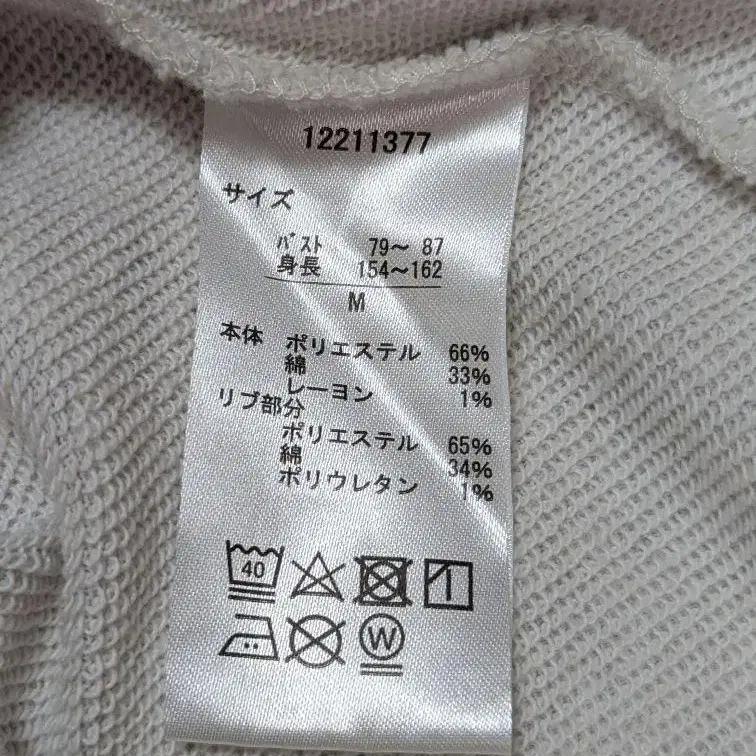 12211377
サイズ
バスト 79～ 87
身長 154～162
M
本体 ポリエステル 66%
綿 33%
レーヨン 1%
リブ部分
ポリエステル 65%
綿 34%
ポリウレタン 1%
40
W